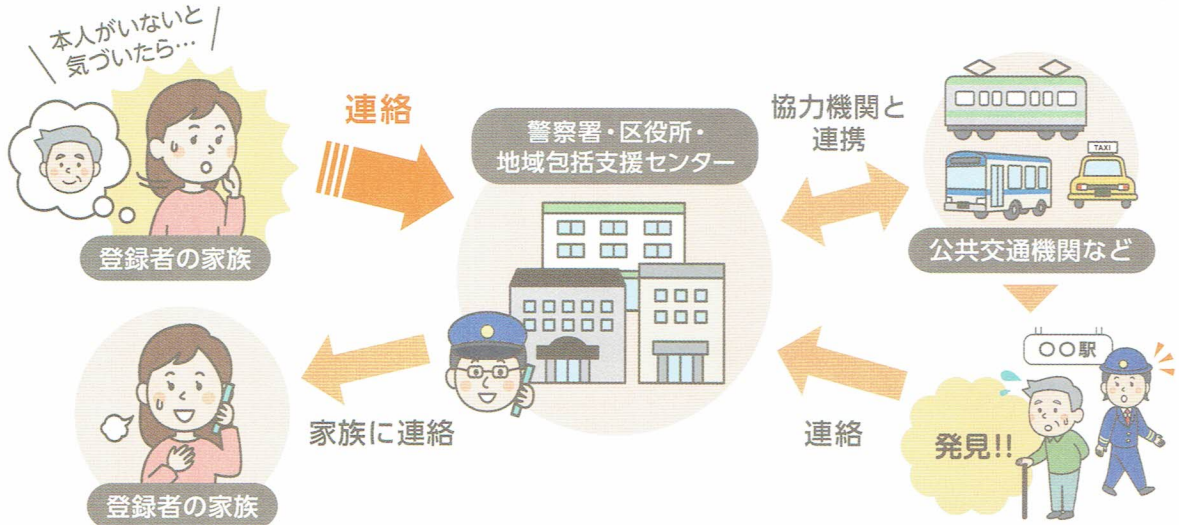 本人がいないと
気づいたら…
登録者の家族
連絡
警察署・区役所・
地域包括支援センター
協力機関と
連携
TAXI
公共交通機関など
〇〇駅
発見!!
連絡
家族に連絡
登録者の家族